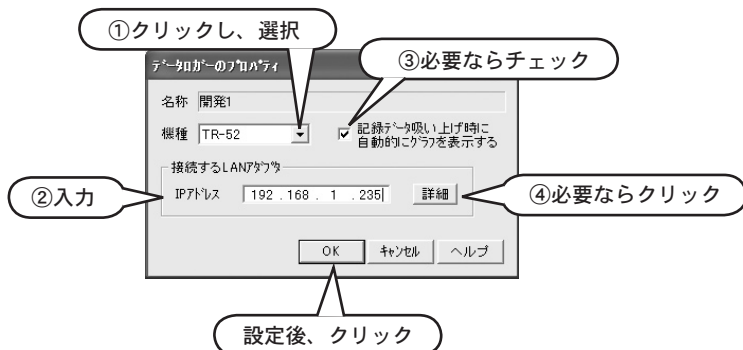 ①クリックし、選択
③必要ならチェック
ﾃﾞｰﾀﾛｶﾞｰのﾌﾟﾛﾊﾟﾃｨ
名称 開発1
機種 TR-52
記録ﾃﾞｰﾀ吸い上げ時に
自動的にｸﾞﾗﾌを表示する
接続するLANｱﾀﾞﾌﾟﾀ
②入力
IPｱﾄﾞﾚｽ 192 . 168 . 1 . 235 詳細
④必要ならクリック
OK ｷｬﾝｾﾙ ヘルプ
設定後、クリック